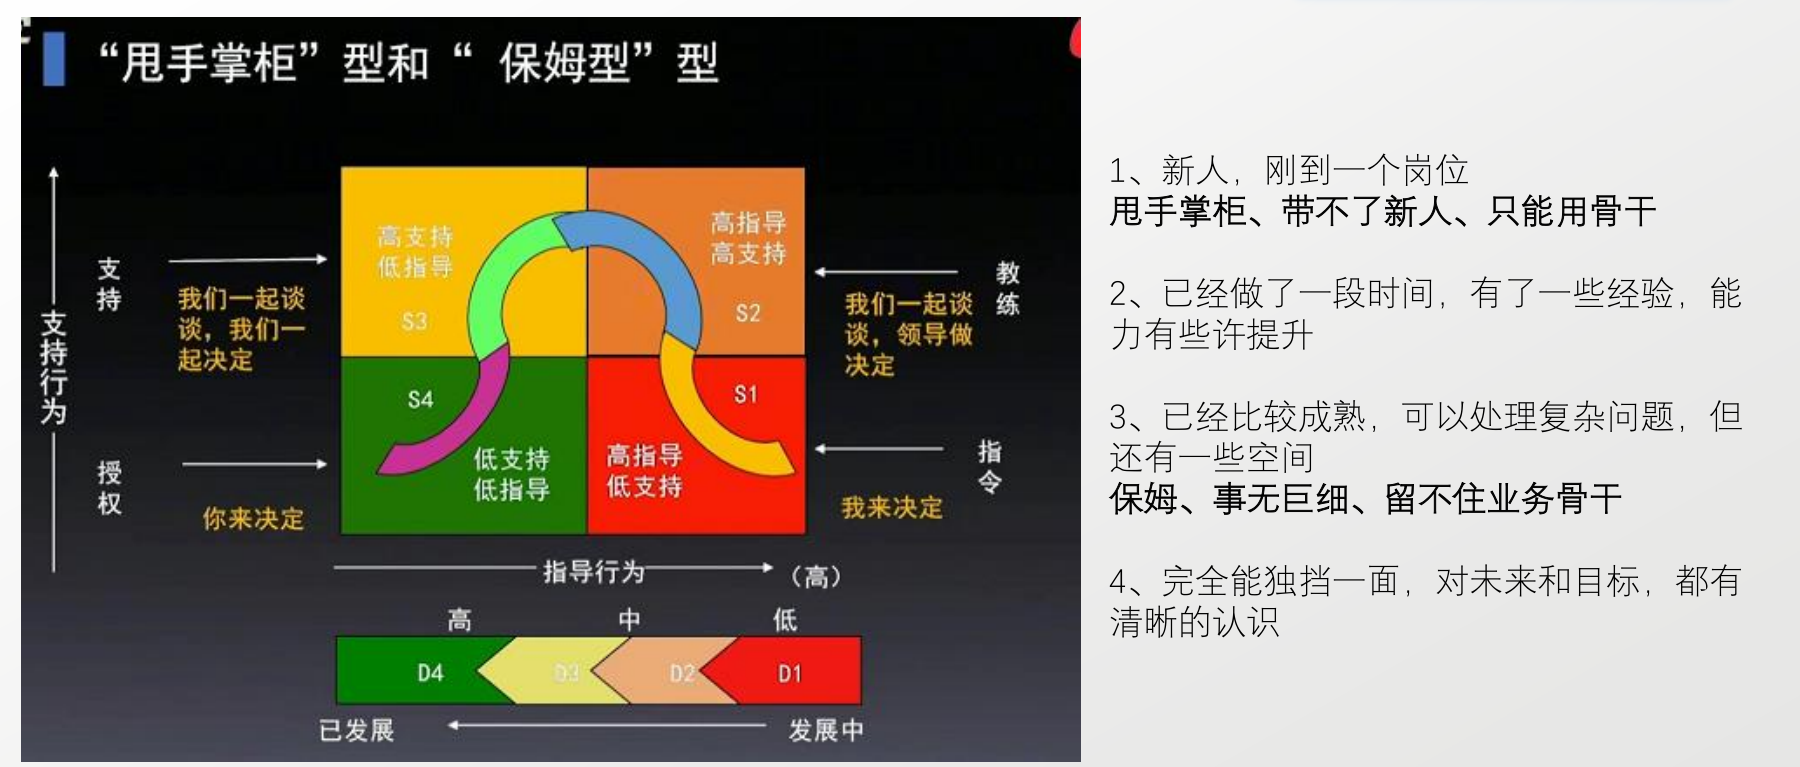 “甩手掌柜”型和“ 保姆型”型
支持
支持行为
授权
我们一起谈
谈，我们一
起决定
你来决定
高支持
低指导
S3
高指导
高支持
S2
S4
低支持
低指导
S1
高指导
低支持
教练
我们一起谈
谈，领导做
决定
指令
我来决定
指导行为
（高）
高 中 低
D4 D3 D2 D1
已发展
发展中
1、新人，刚到一个岗位
甩手掌柜、带不了新人、只能用骨干
2、已经做了一段时间，有了一些经验，能
力有些许提升
3、已经比较成熟，可以处理复杂问题，但
还有一些空间
保姆、事无巨细、留不住业务骨干
4、完全能独挡一面，对未来和目标，都有
清晰的认识